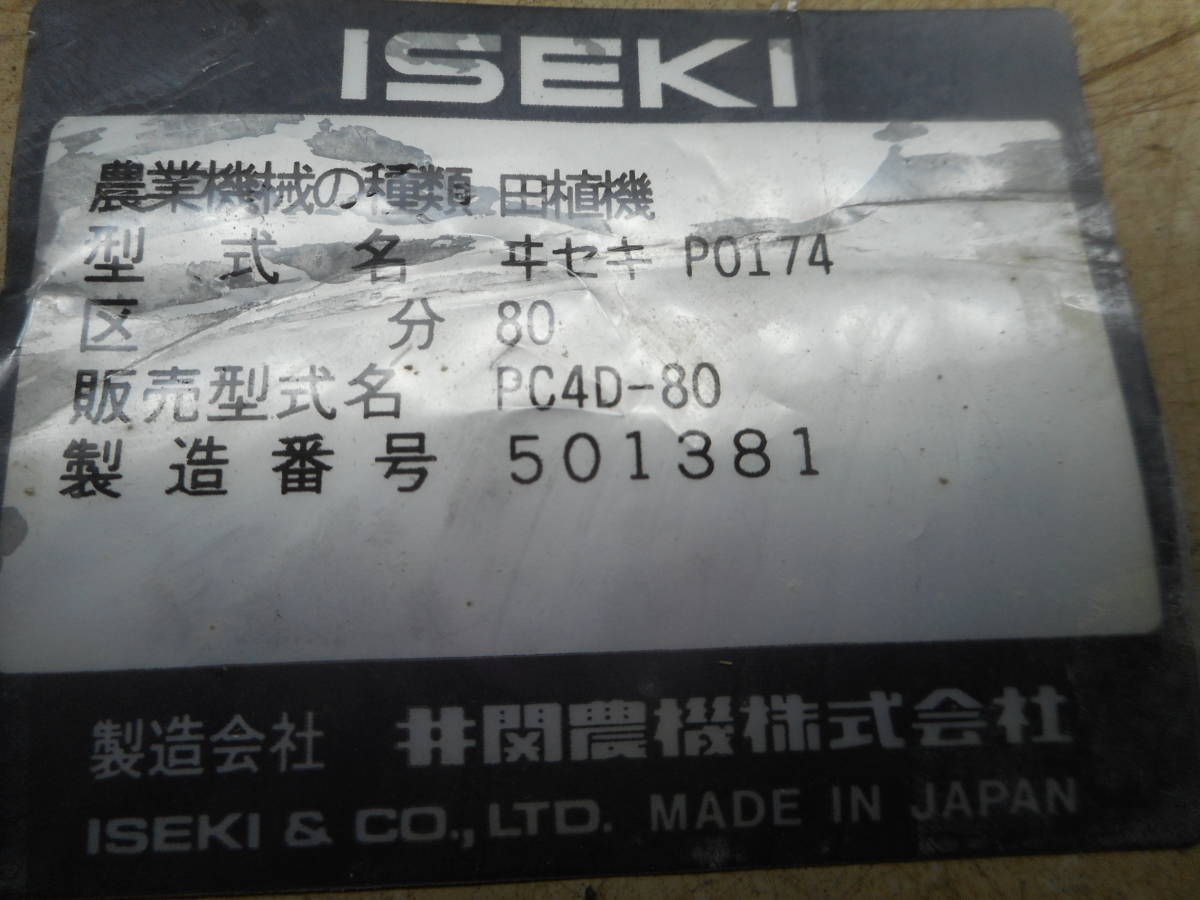 ISEKI
農業機械の種類 田植機
型式名 ヰセキ P0174
区分 80
販売型式名 PC4D-80
製造番号 501381
製造会社 井関農機株式会社
ISEKI & CO., LTD. MADE IN JAPAN